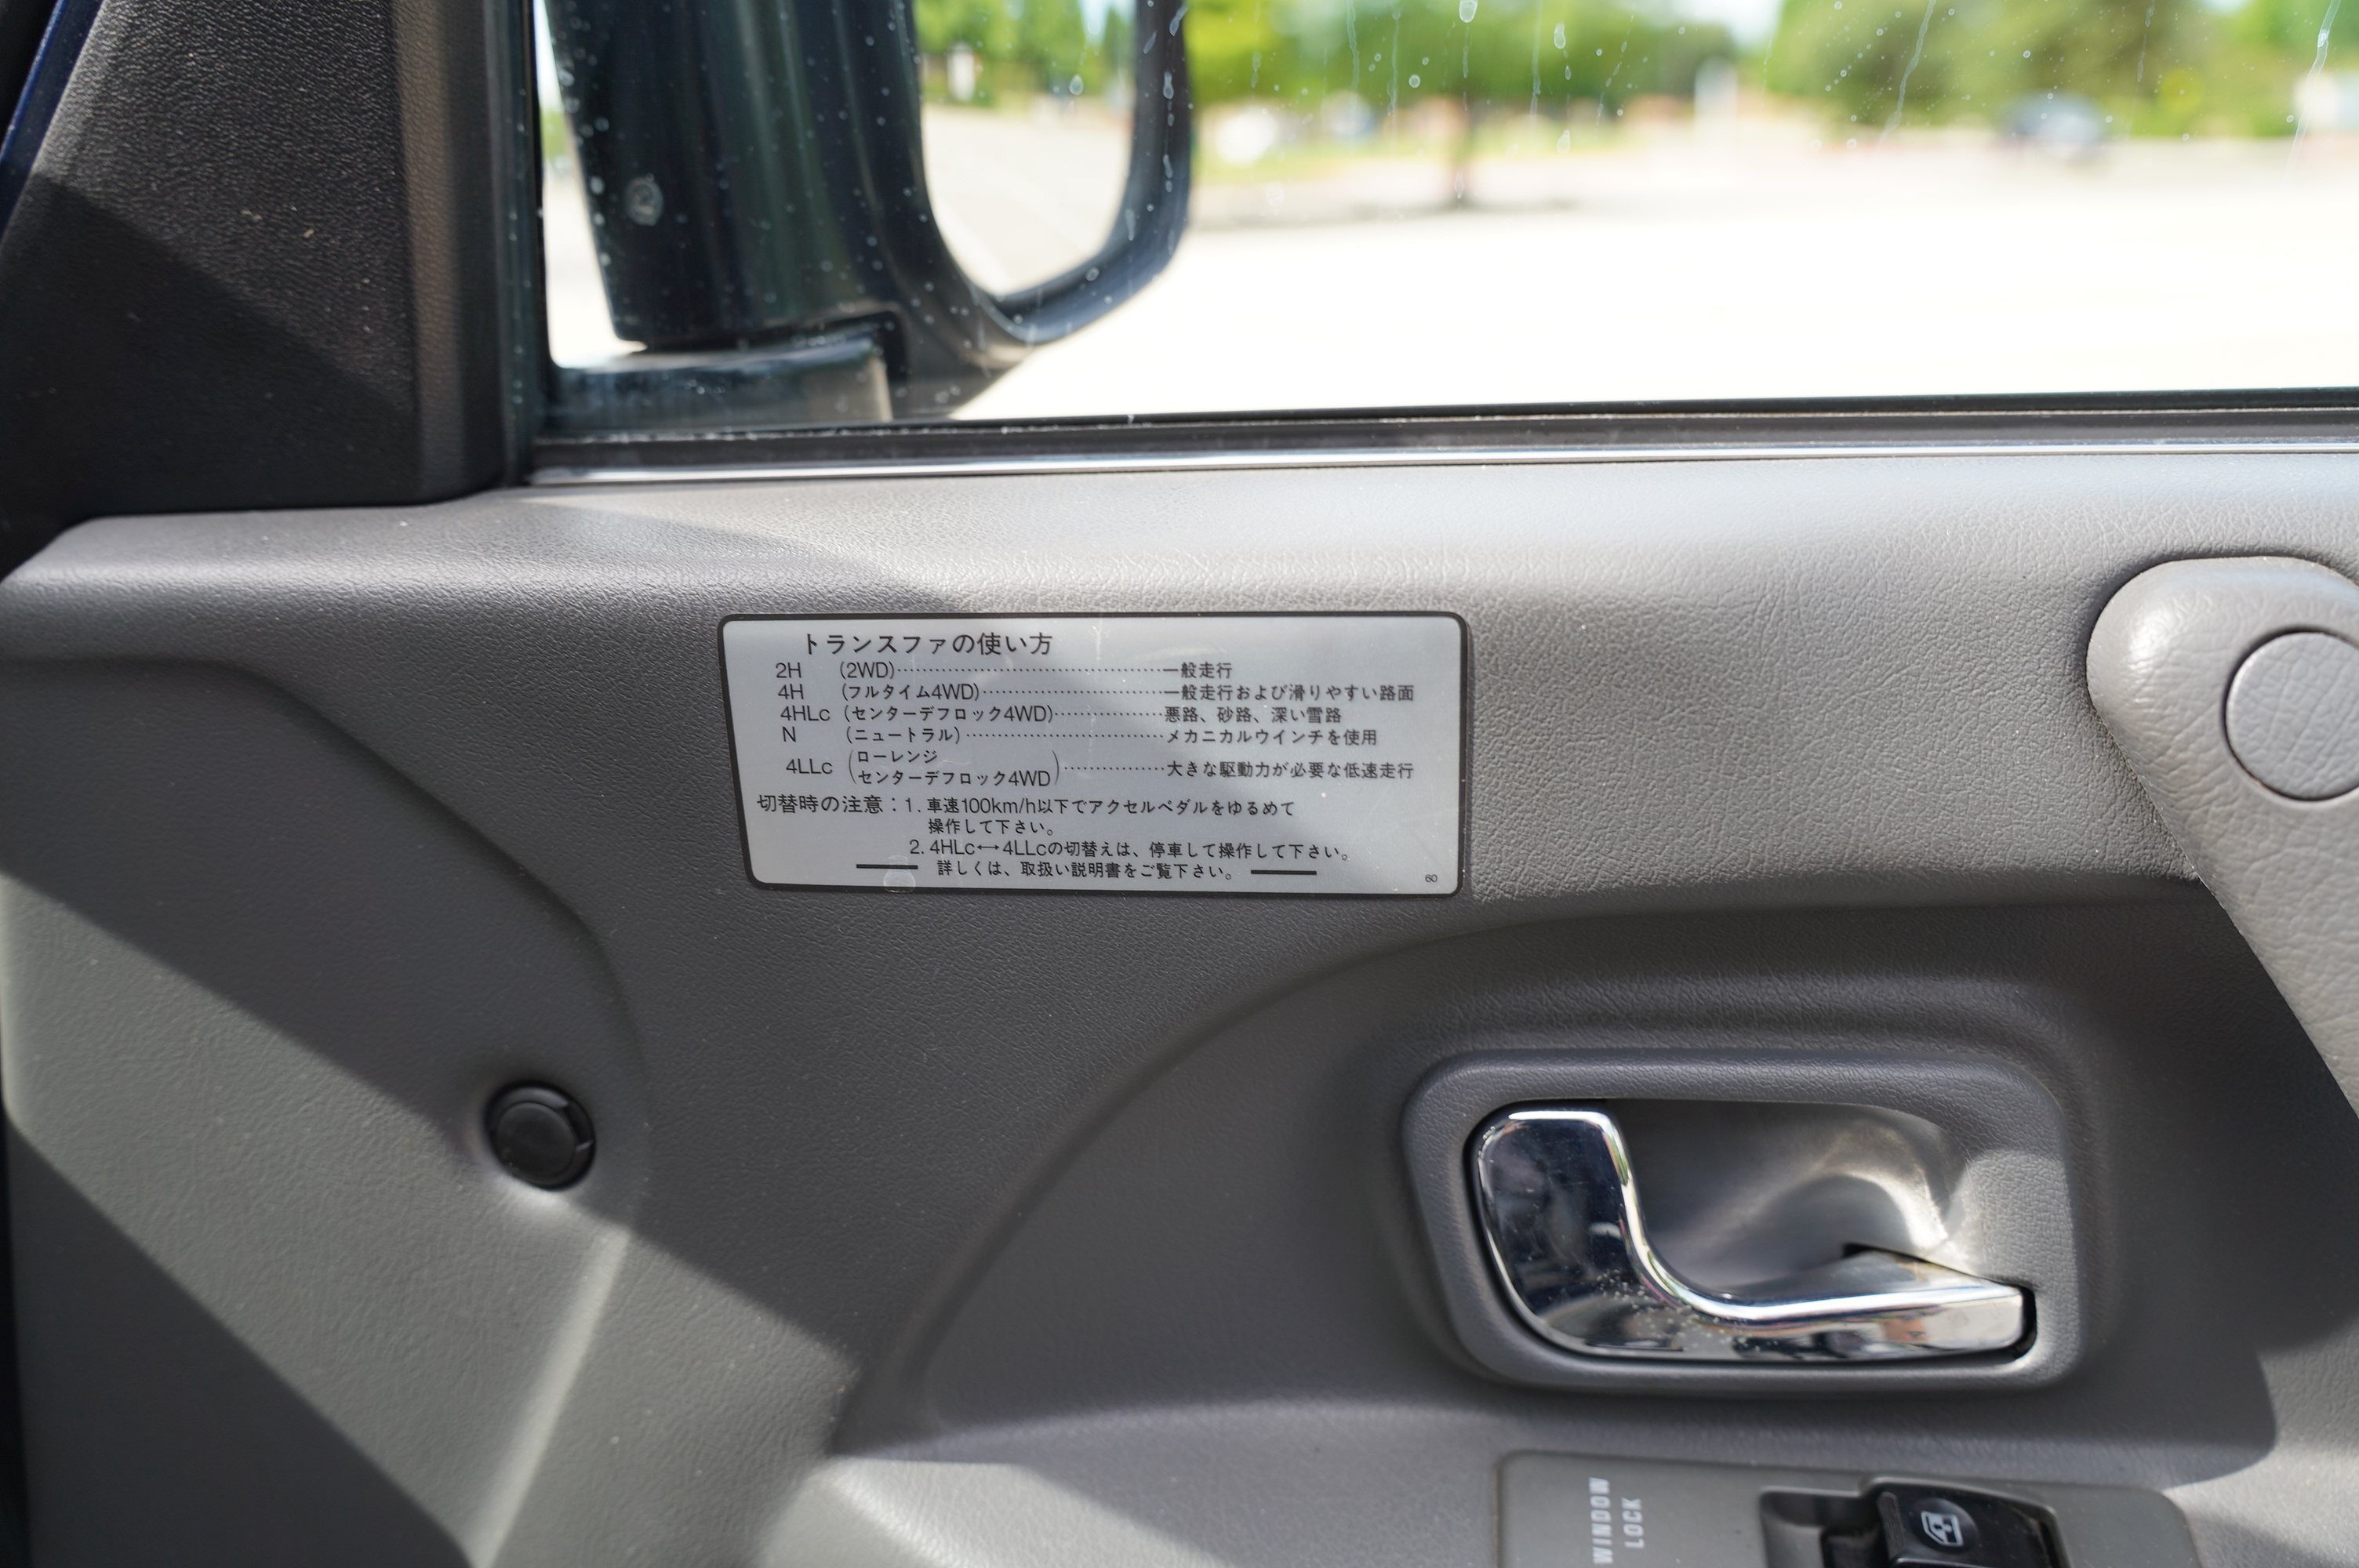 トランスファの使い方
2H (2WD)……………………………一般走行
4H (フルタイム4WD)……………………一般走行および滑りやすい路面
4HLc (センターデフロック4WD)……………悪路、砂路、深い雪路
N (ニュートラル)……………………メカニカルウインチを使用
4LLc (ローレンジ
センターデフロック4WD)……………大きな駆動力が必要な低速走行
切替時の注意：1. 車速100km/h以下でアクセルペダルをゆるめて
操作して下さい。
2. 4HLc↔4LLcの切替えは、停車して操作して下さい。
詳しくは、取扱い説明書をご覧下さい。
60
WINDOW
LOCK